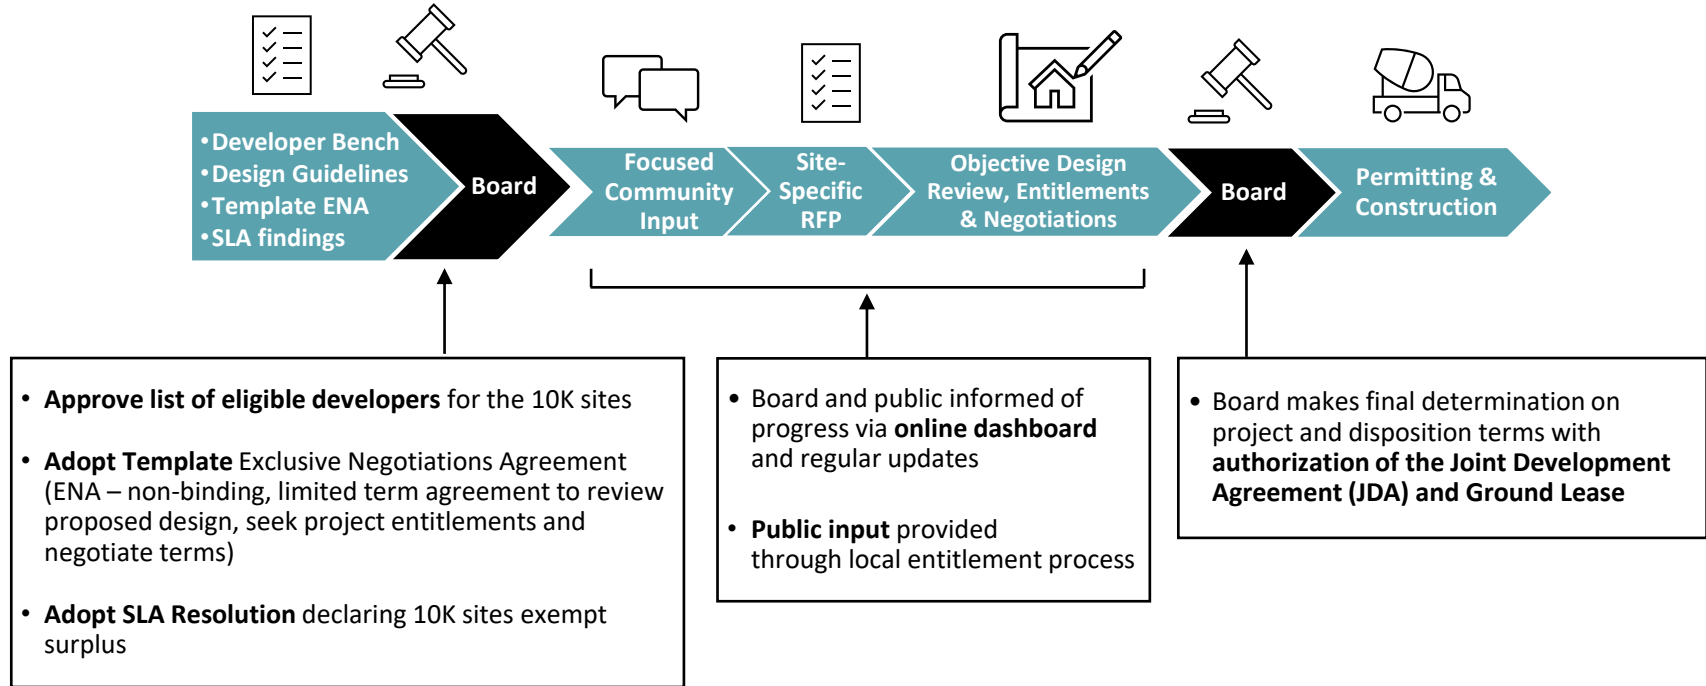 •Developer Bench
•Design Guidelines
•Template ENA
•SLA findings
Board
Focused
Community
Input
Site-
Specific
RFP
Objective Design
Review, Entitlements
& Negotiations
Board
Permitting &
Construction
• Approve list of eligible developers for the 10K sites
• Adopt Template Exclusive Negotiations Agreement
(ENA – non-binding, limited term agreement to review
proposed design, seek project entitlements and
negotiate terms)
• Adopt SLA Resolution declaring 10K sites exempt
surplus
• Board and public informed of
progress via online dashboard
and regular updates
• Public input provided
through local entitlement process
• Board makes final determination on
project and disposition terms with
authorization of the Joint Development
Agreement (JDA) and Ground Lease